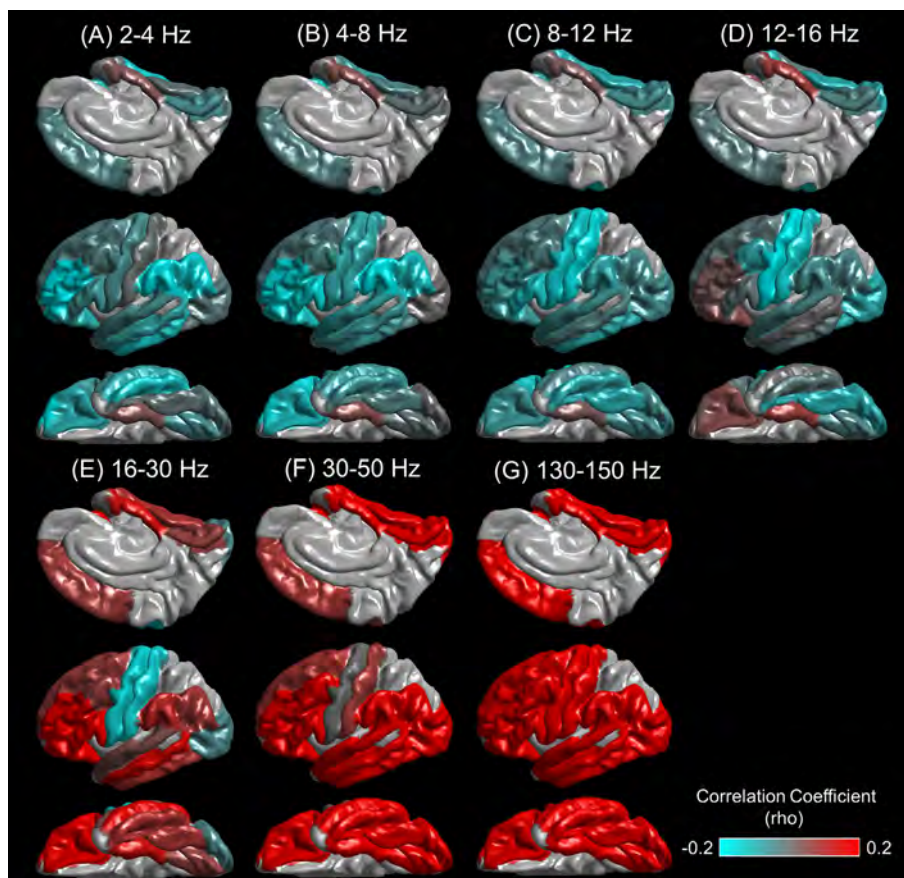 (A) 2-4 Hz
(B) 4-8 Hz
(C) 8-12 Hz
(D) 12-16 Hz
(E) 16-30 Hz
(F) 30-50 Hz
(G) 130-150 Hz
Correlation Coefficient
(rho)
-0.2 0.2